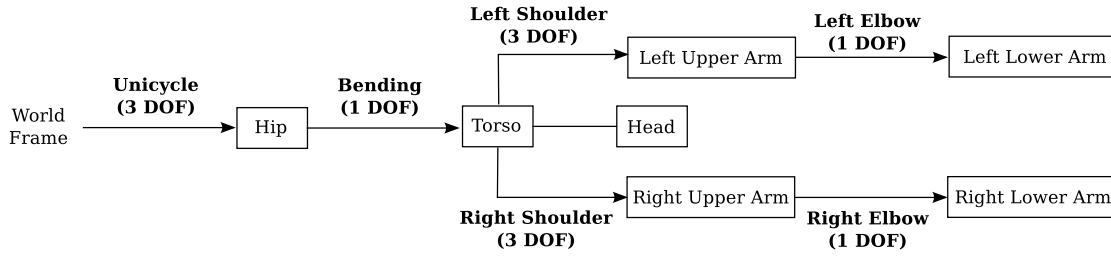 World
Frame
Unicycle
(3 DOF)
Hip
Bending
(1 DOF)
Torso
Head
Left Shoulder
(3 DOF)
Left Upper Arm
Left Elbow
(1 DOF)
Left Lower Arm
Right Shoulder
(3 DOF)
Right Upper Arm
Right Elbow
(1 DOF)
Right Lower Arm